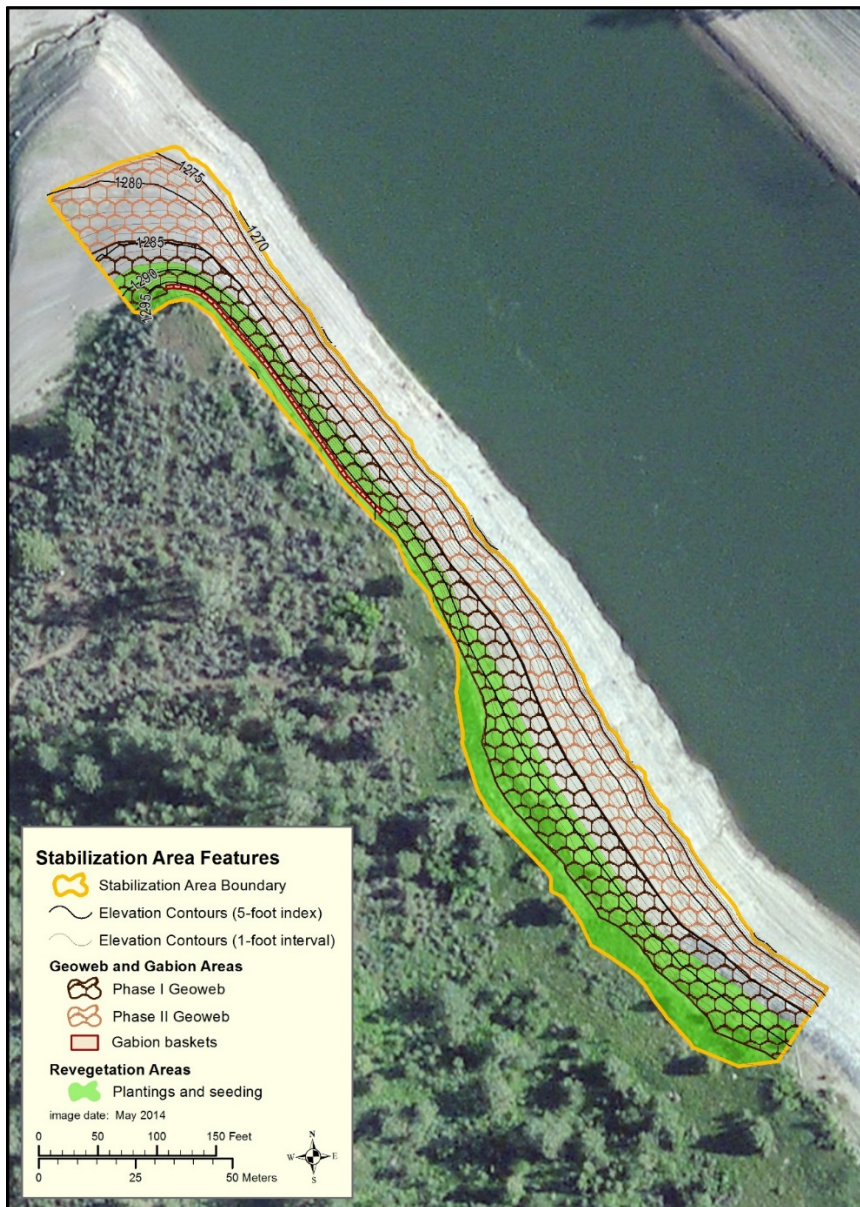 1275
1280
1270
1285
1290
1295
Stabilization Area Features
Stabilization Area Boundary
Elevation Contours (5-foot index)
Elevation Contours (1-foot interval)
Geoweb and Gabion Areas
Phase I Geoweb
Phase II Geoweb
Gabion baskets
Revegetation Areas
Plantings and seeding
image date: May 2014
0 50 100 150 Feet
N
W E
S
0 25 50 Meters